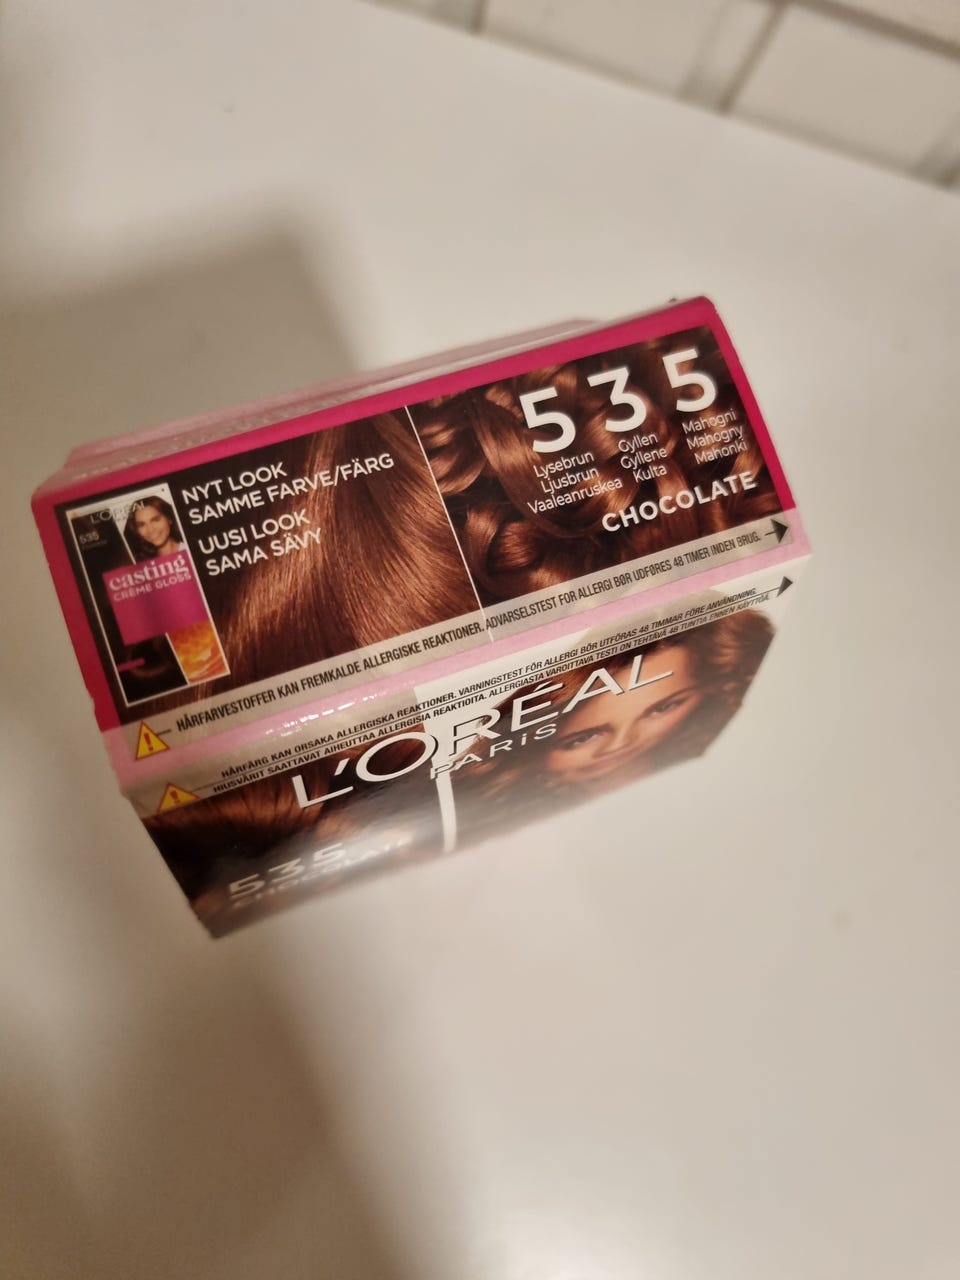 NYT LOOK
SAMME FARVE/FÄRG
UUSI LOOK
SAMA SÄVY
L'ORÉAL
535
casting
CRÈME GLOSS
5 3 5
Lysebrun Gyllen Mahogni
Ljusbrun Gyllene Mahogny
Vaaleanruskea Kulta Mahonki
CHOCOLATE
HÅRFARVESTOFFER KAN FREMKALDE ALLERGISKE REAKTIONER. ADVARSELSTEST FOR ALLERGI BØR UDFØRES 48 TIMER INDEN BRUG.
HÅRFÄRG KAN ORSAKA ALLERGISKA REAKTIONER. VARNINGSTEST FÖR ALLERGI BÖR UTFÖRAS 48 TIMMAR FÖRE ANVÄNDNING.
HIUSVÄRIT SAATTAVAT AIHEUTTAA ALLERGISIA REAKTIOITA. ALLERGIASTA VAROITTAVA TESTI ON TEHTÄVÄ 48 TUNTIA ENNEN KÄYTTÖÄ.
L'ORÉAL
PARIS
535
CHOCOLATE